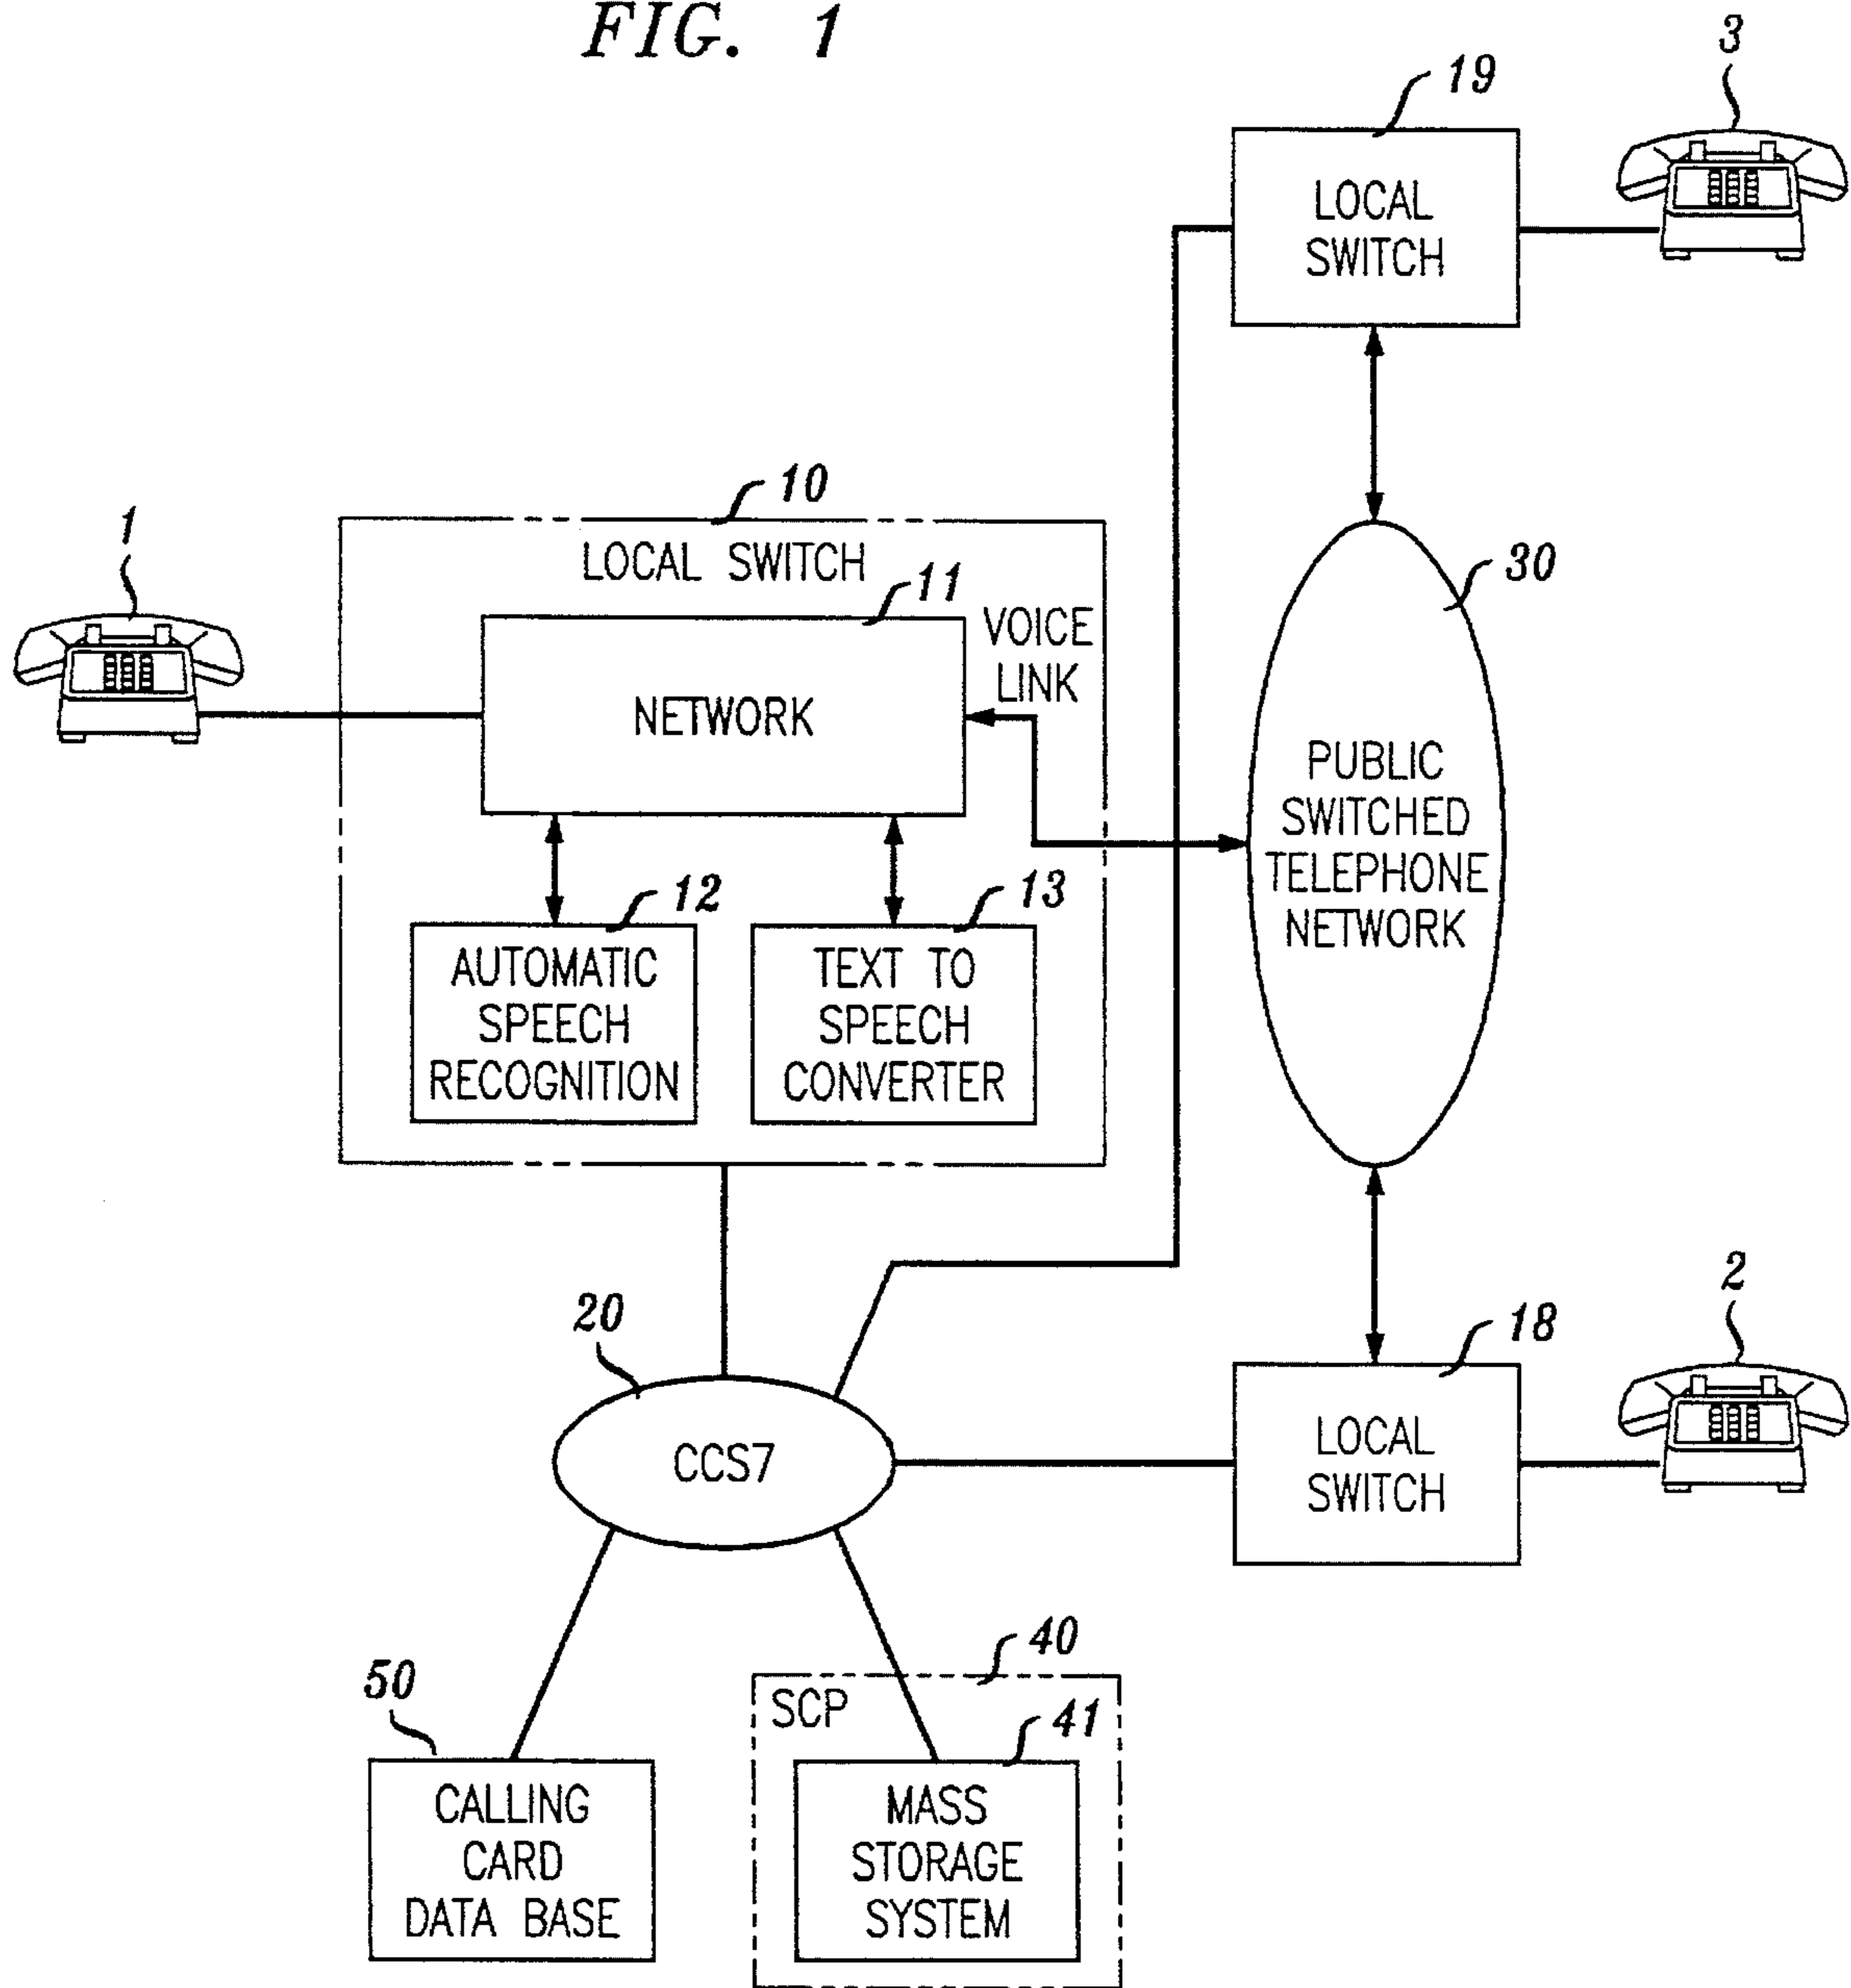 FIG. 1
3
19
LOCAL
SWITCH
10
1
LOCAL SWITCH
11
30
VOICE
LINK
NETWORK
PUBLIC
SWITCHED
TELEPHONE
NETWORK
12
13
AUTOMATIC
SPEECH
RECOGNITION
TEXT TO
SPEECH
CONVERTER
2
20
18
CCS7
LOCAL
SWITCH
40
50
SCP
41
CALLING
CARD
DATA BASE
MASS
STORAGE
SYSTEM